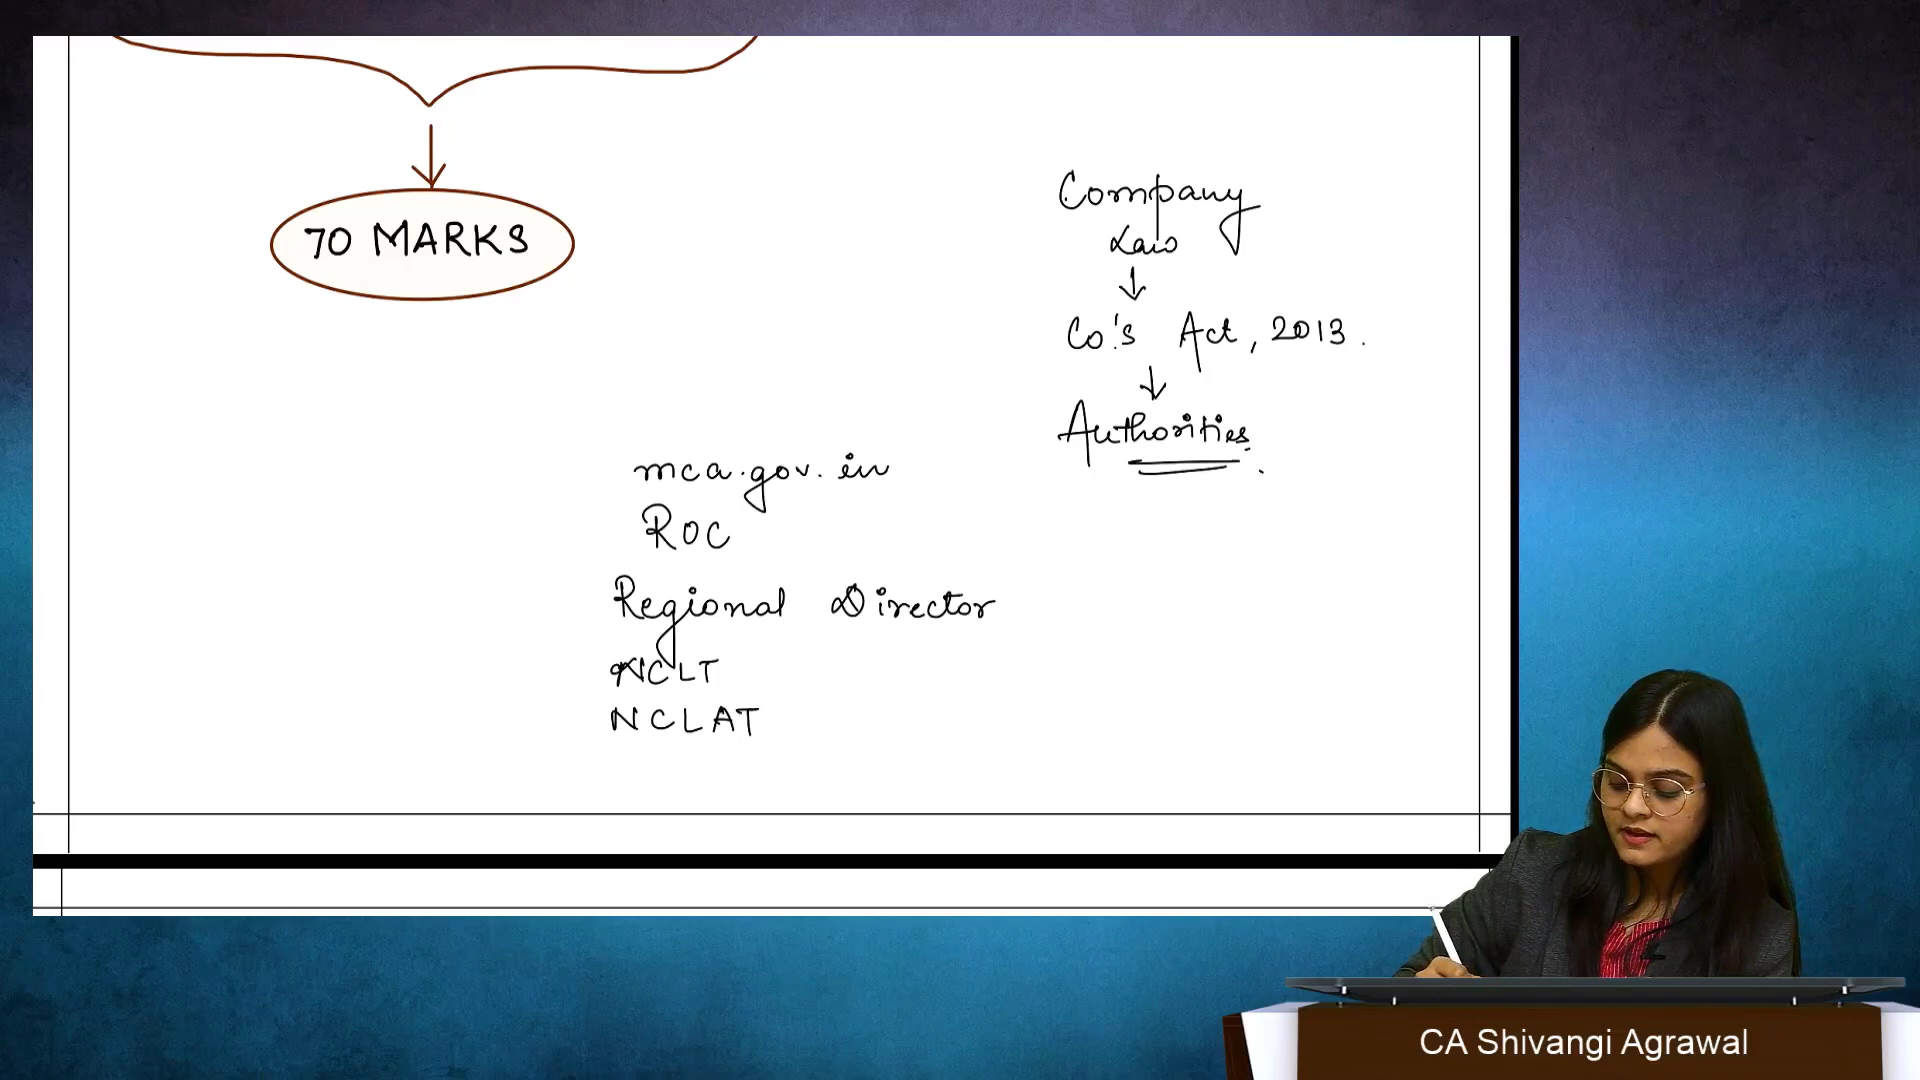 70 MARKS
Company
Law
Co.'s Act, 2013.
Authorities.
mca.gov.in
ROC
Regional Director
NCLT
NCLAT
CA Shivangi Agrawal